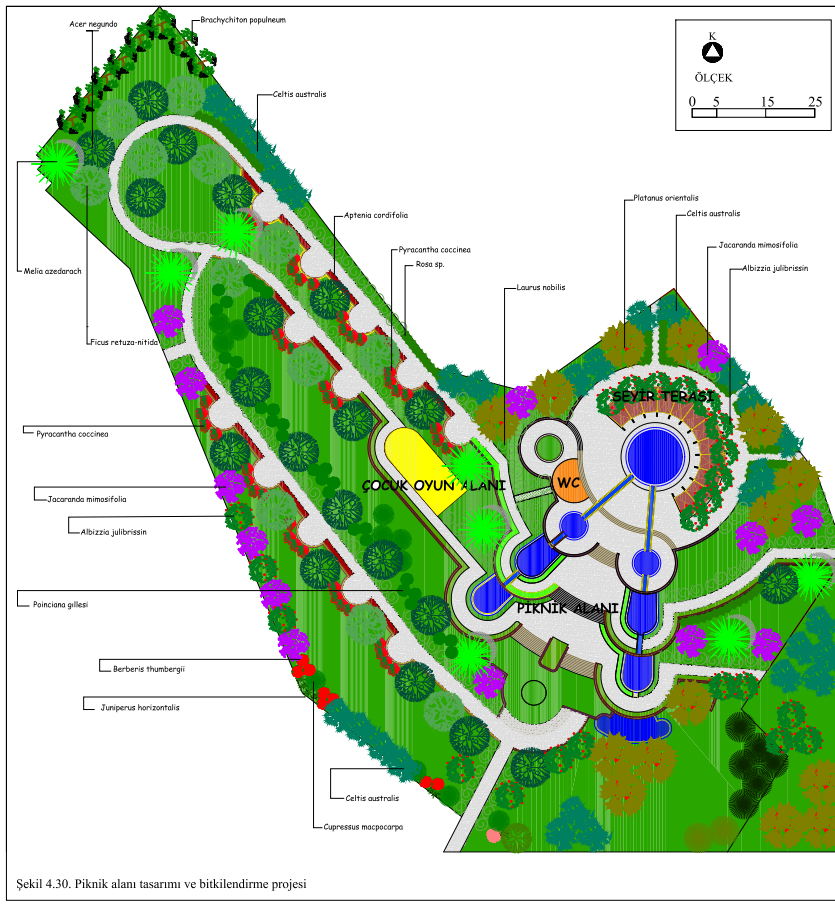 Acer negundo
Brachychiton populneum
K
ÖLÇEK
0 5 15 25
Celtis australis
Platanus orientalis
Celtis australis
Aptenia cordifolia
Jacaranda mimosifolia
Pyracantha coccinea
Rosa sp.
Albizzia julibrissin
Melia azedarach
Laurus nobilis
Ficus retuza-nitida
SEYİR TERASI
Pyracantha coccinea
ÇOCUK OYUN ALANI
WC
Jacaranda mimosifolia
Albizzia julibrissin
Poinciana gillesi
PİKNİK ALANI
Berberis thumbergii
Juniperus horizontalis
Celtis australis
Cupressus macpocarpa
Şekil 4.30. Piknik alanı tasarımı ve bitkilendirme projesi